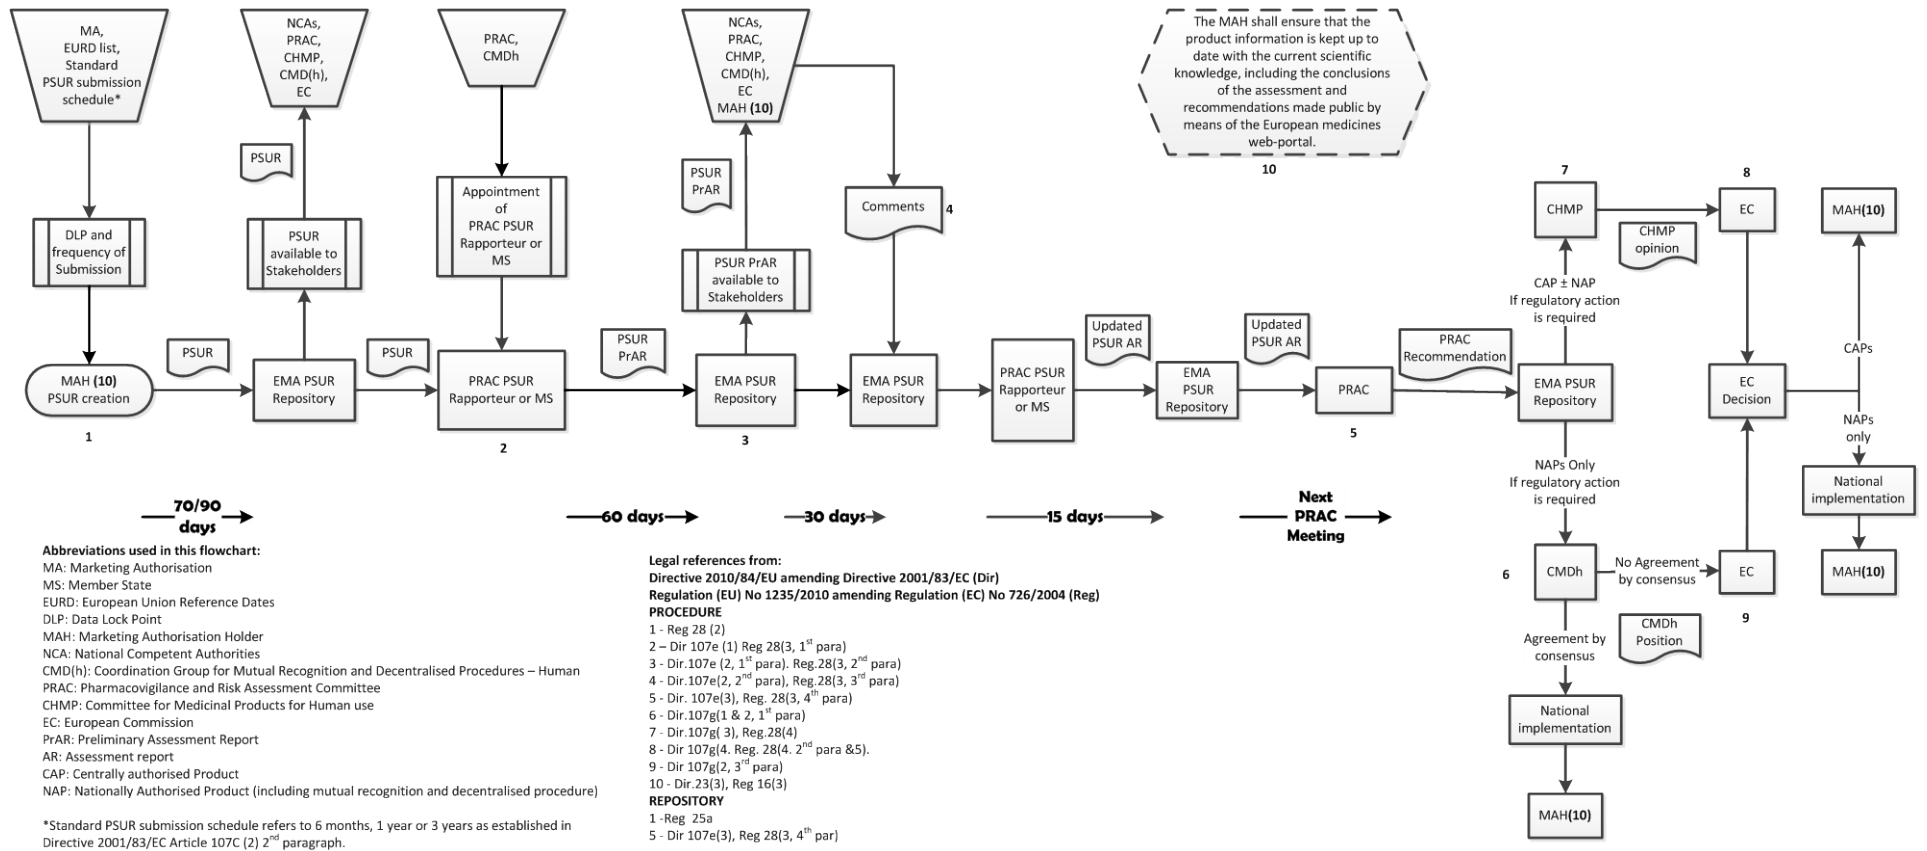 MA,
EURD list,
Standard
PSUR submission
schedule*
NCAs,
PRAC,
CHMP,
CMD(h),
EC
PRAC,
CMDh
NCAs,
PRAC,
CHMP,
CMD(h),
EC
MAH (10)
The MAH shall ensure that the
product information is kept up to
date with the current scientific
knowledge, including the conclusions
of the assessment and
recommendations made public by
means of the European medicines
web-portal.
10
PSUR
PSUR
PrAR
Comments
4
DLP and
frequency of
Submission
PSUR
available to
Stakeholders
Appointment
of
PRAC PSUR
Rapporteur or
MS
PSUR PrAR
available to
Stakeholders
7
CHMP
CHMP
opinion
8
EC
MAH(10)
CAP ± NAP
If regulatory action
is required
MAH (10)
PSUR creation
1
PSUR
EMA PSUR
Repository
PSUR
PRAC PSUR
Rapporteur or MS
2
PSUR
PrAR
EMA PSUR
Repository
3
EMA PSUR
Repository
PRAC PSUR
Rapporteur
or MS
Updated
PSUR AR
EMA
PSUR
Repository
Updated
PSUR AR
PRAC
5
PRAC
Recommendation
EMA PSUR
Repository
EC
Decision
CAPs
NAPs
only
National
implementation
MAH(10)
NAPs Only
If regulatory action
is required
6
CMDh
No Agreement
by consensus
EC
9
CMDh
Position
Agreement by
consensus
National
implementation
MAH(10)
70/90
days
60 days
30 days
15 days
Next
PRAC
Meeting
Abbreviations used in this flowchart:
MA: Marketing Authorisation
MS: Member State
EURD: European Union Reference Dates
DLP: Data Lock Point
MAH: Marketing Authorisation Holder
NCA: National Competent Authorities
CMD(h): Coordination Group for Mutual Recognition and Decentralised Procedures – Human
PRAC: Pharmacovigilance and Risk Assessment Committee
CHMP: Committee for Medicinal Products for Human use
EC: European Commission
PrAR: Preliminary Assessment Report
AR: Assessment report
CAP: Centrally authorised Product
NAP: Nationally Authorised Product (including mutual recognition and decentralised procedure)
*Standard PSUR submission schedule refers to 6 months, 1 year or 3 years as established in
Directive 2001/83/EC Article 107C (2) 2nd paragraph.
Legal references from:
Directive 2010/84/EU amending Directive 2001/83/EC (Dir)
Regulation (EU) No 1235/2010 amending Regulation (EC) No 726/2004 (Reg)
PROCEDURE
1 - Reg 28 (2)
2 – Dir 107e (1) Reg 28(3, 1st para)
3 - Dir.107e (2, 1st para). Reg.28(3, 2nd para)
4 - Dir.107e(2, 2nd para), Reg.28(3, 3rd para)
5 - Dir. 107e(3), Reg. 28(3, 4th para)
6 - Dir.107g(1 & 2, 1st para)
7 - Dir.107g( 3), Reg.28(4)
8 - Dir 107g(4. Reg. 28(4. 2nd para &5).
9 - Dir 107g(2, 3rd para)
10 - Dir.23(3), Reg 16(3)
REPOSITORY
1 -Reg 25a
5 - Dir 107e(3), Reg 28(3, 4th par)